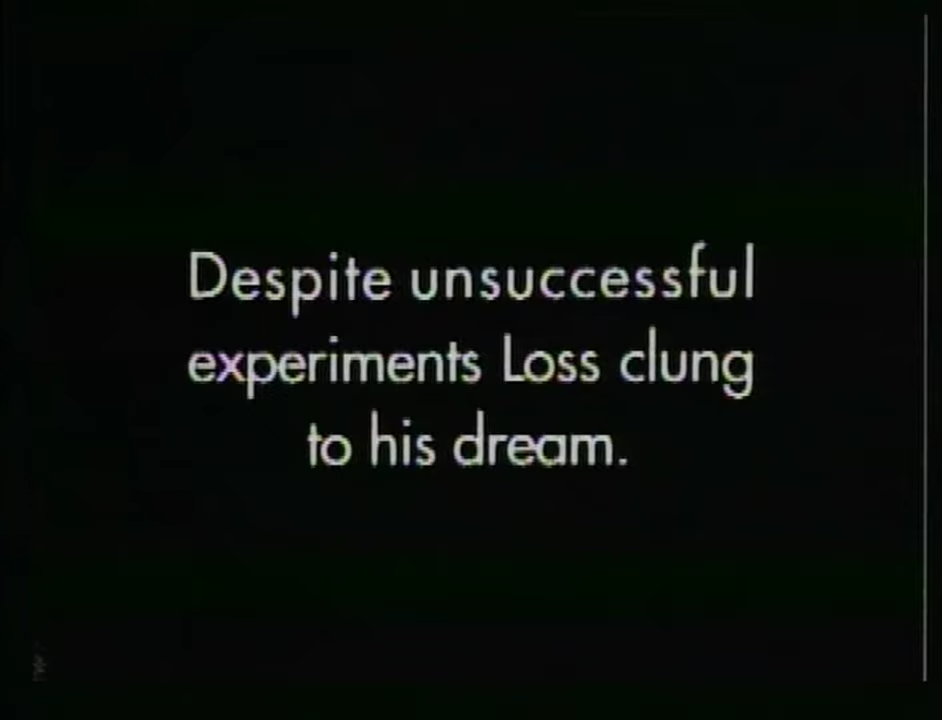 Despite unsuccessful
experiments Loss clung
to his dream.